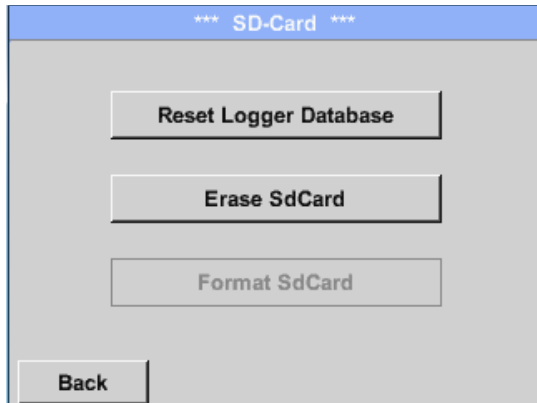 *** SD-Card ***
Reset Logger Database
Erase SdCard
Format SdCard
Back